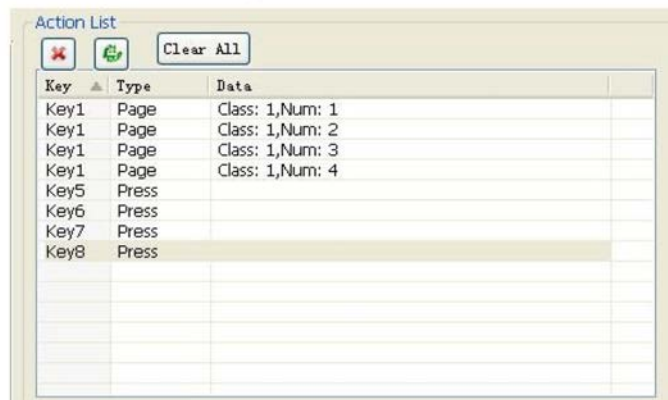 Action List
Clear All
Key Type Data
Key1 Page Class: 1,Num: 1
Key1 Page Class: 1,Num: 2
Key1 Page Class: 1,Num: 3
Key1 Page Class: 1,Num: 4
Key5 Press
Key6 Press
Key7 Press
Key8 Press